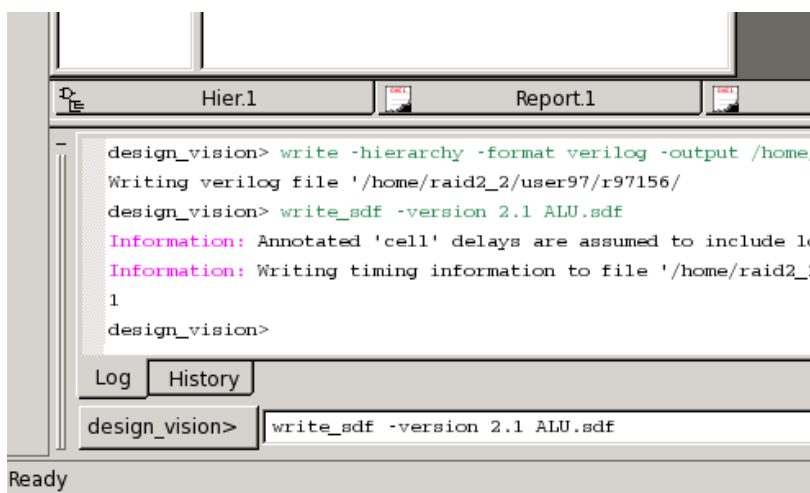 Hier.1 Report.1
design_vision> write -hierarchy -format verilog -output /home/
Writing verilog file '/home/raid2_2/user97/r97156/
design_vision> write_sdf -version 2.1 ALU.sdf
Information: Annotated 'cell' delays are assumed to include
Information: Writing timing information to file '/home/raid2_
1
design_vision>
Log History
design_vision> write_sdf -version 2.1 ALU.sdf
Ready